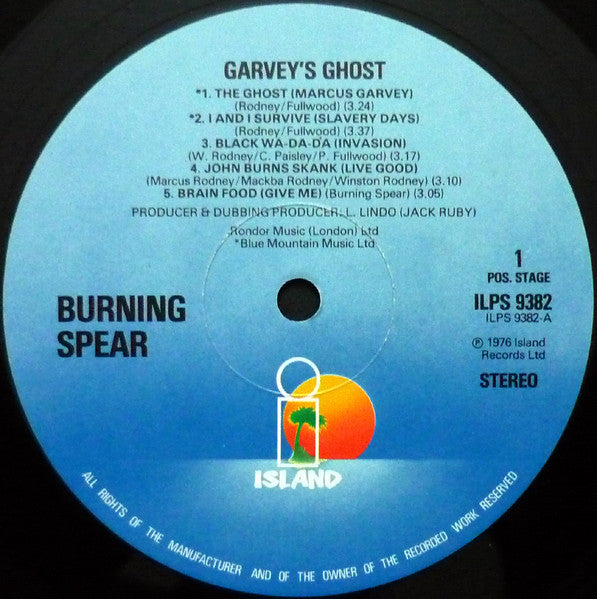 GARVEY'S GHOST
*1. THE GHOST (MARCUS GARVEY)
(Rodney/Fullwood) (3.24)
*2. I AND I SURVIVE (SLAVERY DAYS)
(Rodney/Fullwood) (3.37)
3. BLACK WA-DA-DA (INVASION)
(W. Rodney/C. Paisley/P. Fullwood) (3.17)
4. JOHN BURNS SKANK (LIVE GOOD)
(Marcus Rodney/Mackba Rodney/Winston Rodney) (3.10)
5. BRAIN FOOD (GIVE ME) (Burning Spear) (3.05)
PRODUCER & DUBBING PRODUCER: L. LINDO (JACK RUBY)
Rondor Music (London) Ltd
*Blue Mountain Music Ltd
1
POS. STAGE
BURNING
SPEAR
ILPS 9382
ILPS 9382-A
℗ 1976 Island
Records Ltd
STEREO
ISLAND
ALL RIGHTS OF THE MANUFACTURER AND OF THE OWNER OF THE RECORDED WORK RESERVED